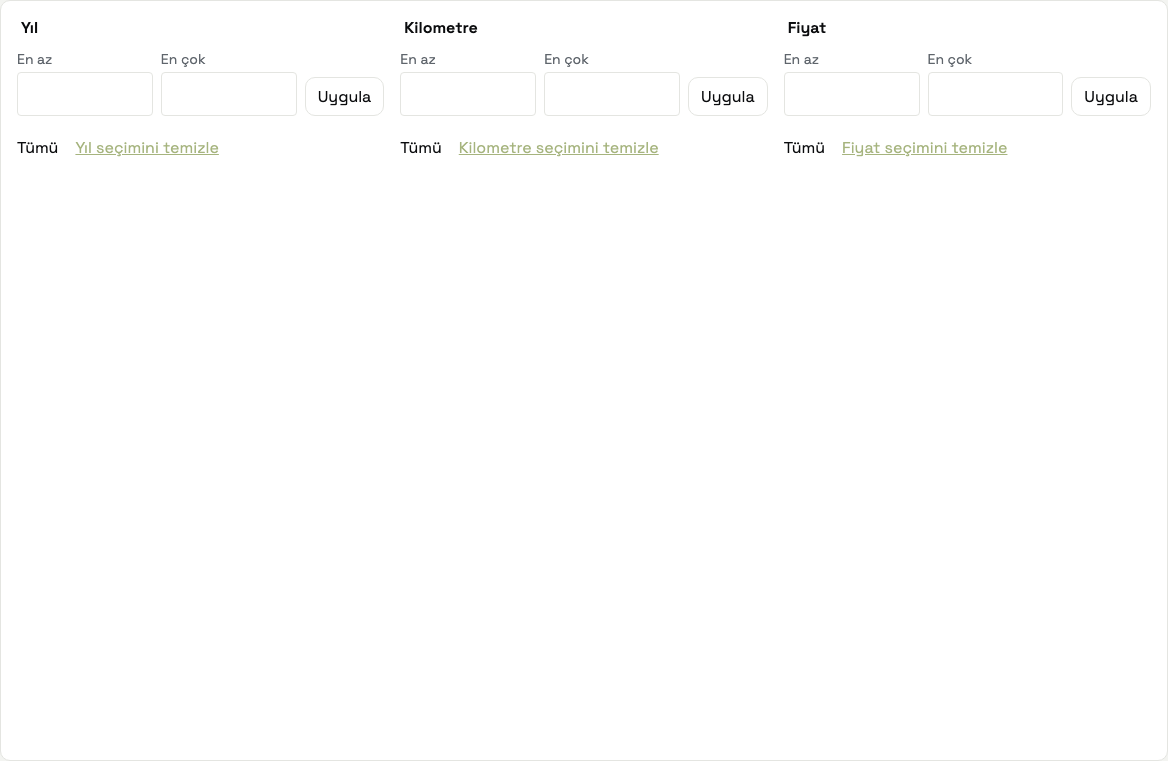 Yıl
En az En çok
Uygula
Tümü Yıl seçimini temizle
Kilometre
En az En çok
Uygula
Tümü Kilometre seçimini temizle
Fiyat
En az En çok
Uygula
Tümü Fiyat seçimini temizle